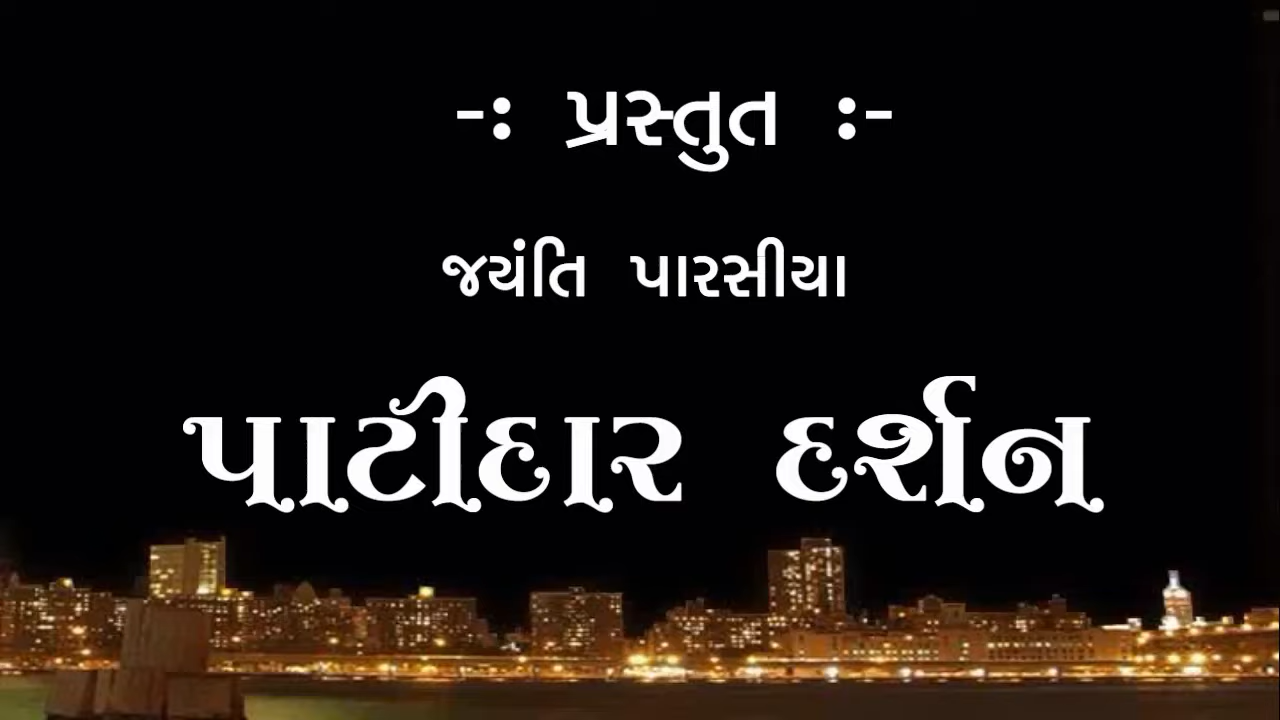 -: પ્રસ્તુત :-
જયંતિ પારસીયા
પાટીદાર દર્શન